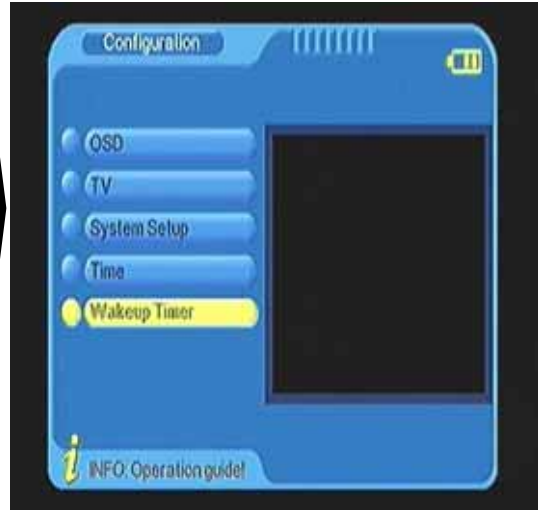 Configuration
OSD
TV
System Setup
Time
Wakeup Timer
i
INFO: Operation guide!